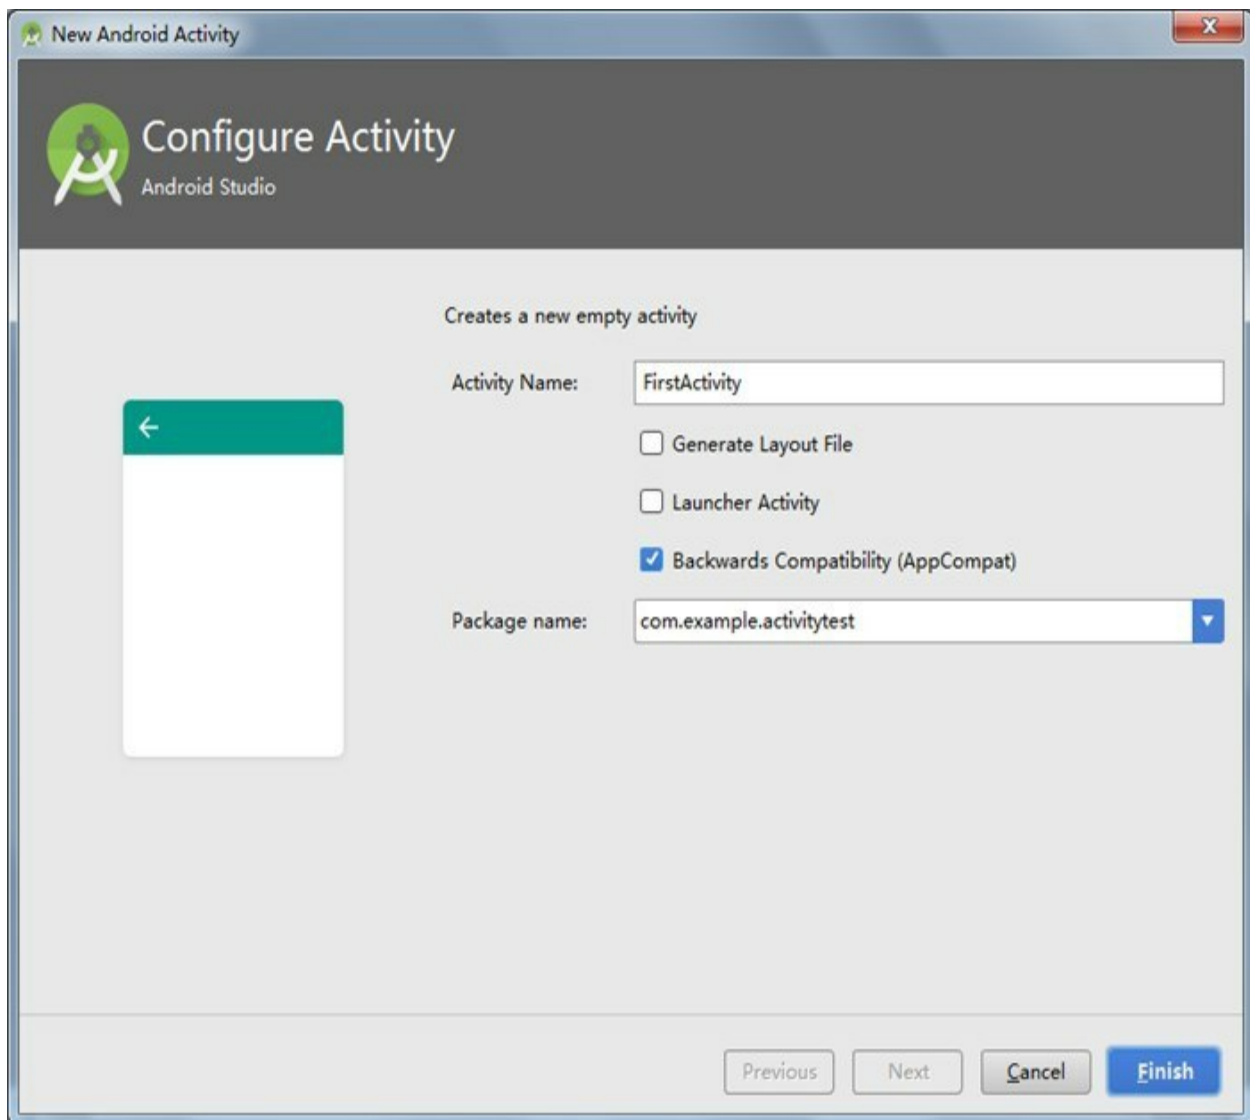 New Android Activity
X
Configure Activity
Android Studio
Creates a new empty activity
Activity Name: FirstActivity
Generate Layout File
Launcher Activity
Backwards Compatibility (AppCompat)
Package name: com.example.activitytest
Previous Next Cancel Finish